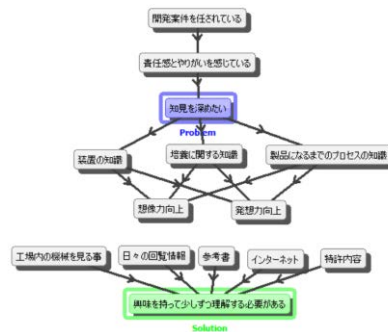 開発案件を任されている
責任感とやりがいを感じている
知見を深めたい
Problem
装置の知識
培養に関する知識
製品になるまでのプロセスの知識
想像力向上
発想力向上
工場内の機械を見る事
日々の回覧情報
参考書
インターネット
特許内容
興味を持って少しずつ理解する必要がある
Solution